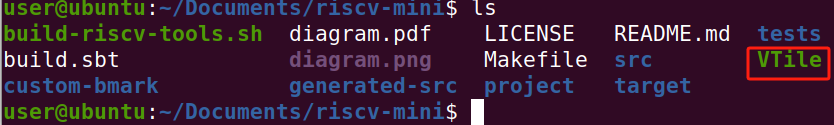 user@ubuntu:~/Documents/riscv-mini$ ls
build-riscv-tools.sh diagram.pdf LICENSE README.md tests
build.sbt diagram.png Makefile src VTile
custom-bmark generated-src project target
user@ubuntu:~/Documents/riscv-mini$